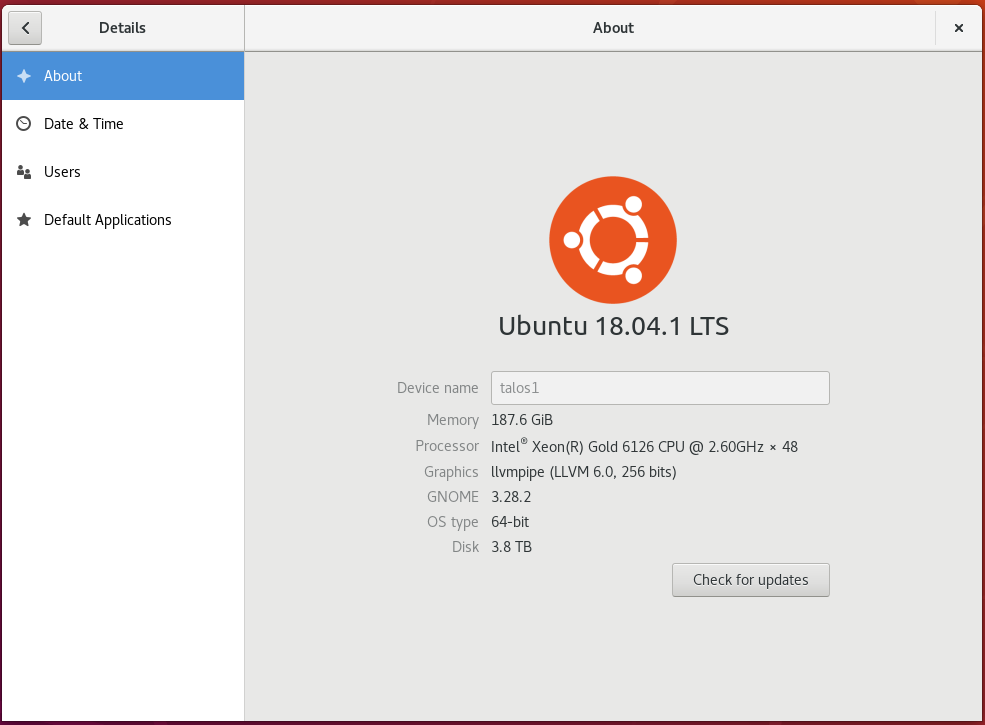 Details
About
About
Date & Time
Users
Default Applications
Ubuntu 18.04.1 LTS
Device name talos1
Memory 187.6 GiB
Processor Intel® Xeon(R) Gold 6126 CPU @ 2.60GHz × 48
Graphics llvmpipe (LLVM 6.0, 256 bits)
GNOME 3.28.2
OS type 64-bit
Disk 3.8 TB
Check for updates